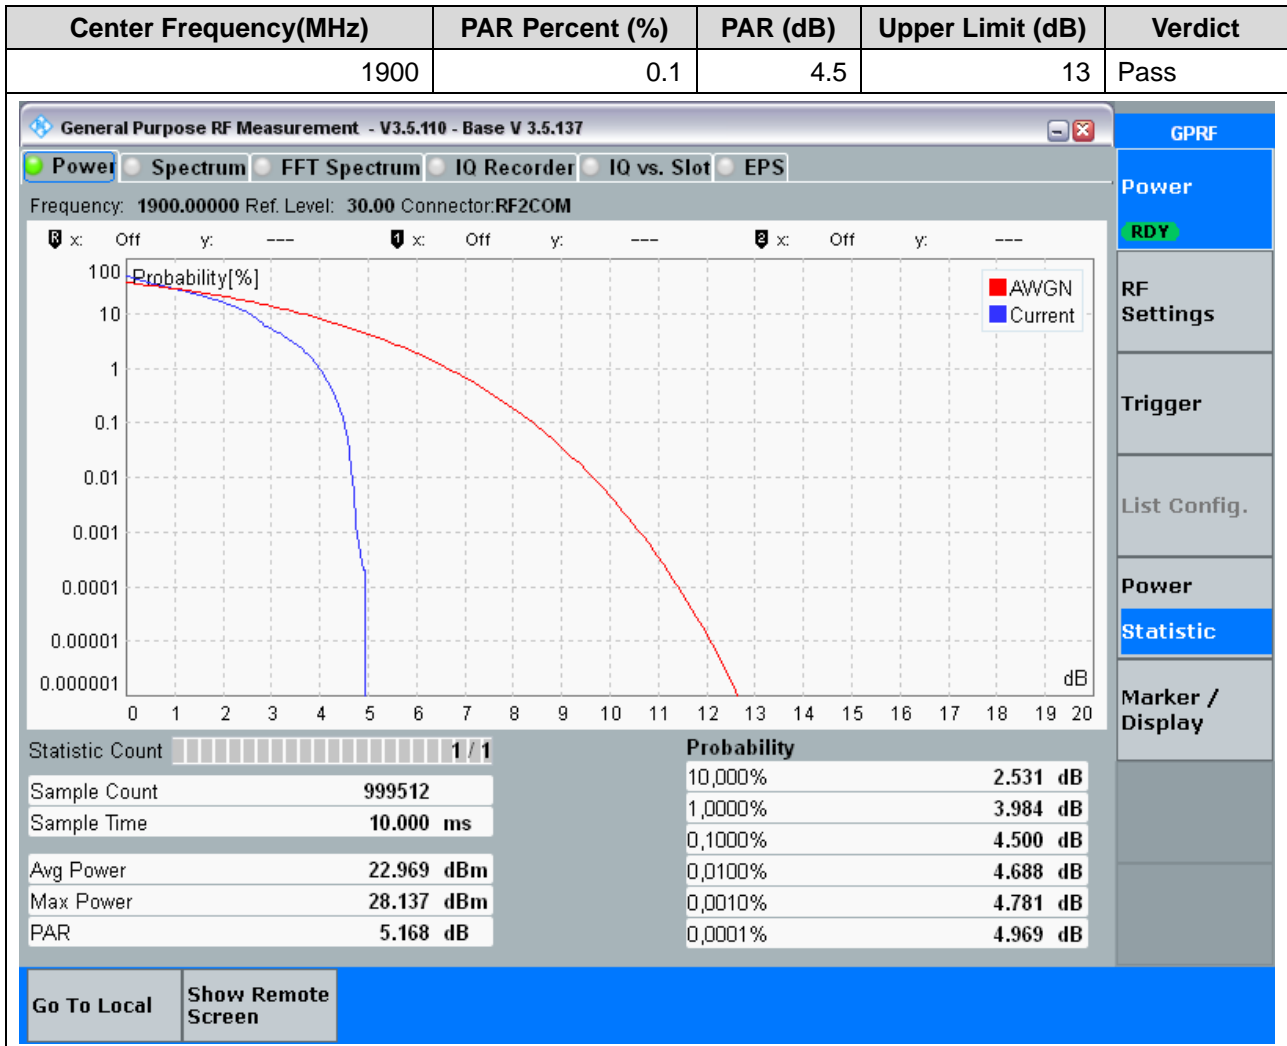 Center Frequency(MHz) PAR Percent (%) PAR (dB) Upper Limit (dB) Verdict
1900 0.1 4.5 13 Pass
General Purpose RF Measurement - V3.5.110 - Base V 3.5.137
GPRF
Power Spectrum FFT Spectrum IQ Recorder IQ vs. Slot EPS
Frequency: 1900.00000 Ref. Level: 30.00 Connector:RF2COM
R x: Off y: --- 1 x: Off y: --- 2 x: Off y: ---
Probability[%]
AWGN
Current
100
10
1
0.1
0.01
0.001
0.0001
0.00001
0.000001
dB
0 1 2 3 4 5 6 7 8 9 10 11 12 13 14 15 16 17 18 19 20
Statistic Count 1 / 1
Sample Count 999512
Sample Time 10.000 ms
Avg Power 22.969 dBm
Max Power 28.137 dBm
PAR 5.168 dB
Probability
10,000% 2.531 dB
1,0000% 3.984 dB
0,1000% 4.500 dB
0,0100% 4.688 dB
0,0010% 4.781 dB
0,0001% 4.969 dB
Power
RDY
RF
Settings
Trigger
List Config.
Power
Statistic
Marker /
Display
Go To Local
Show Remote
Screen